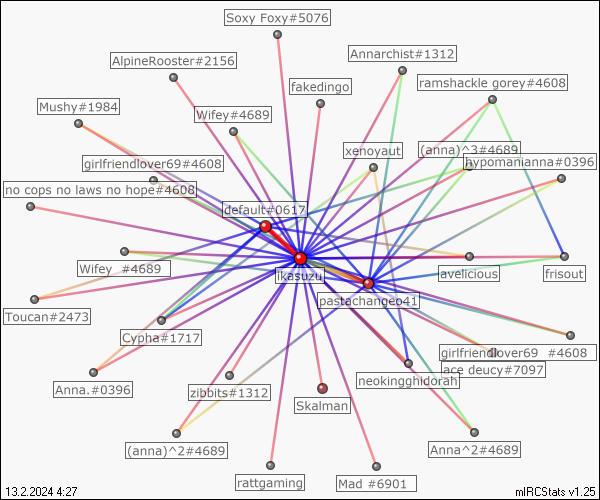 Soxy Foxy#5076
Annarchist#1312
AlpineRooster#2156
ramshackle gorey#4608
fakedingo
Mushy#1984
Wifey#4689
xenoyaut
(anna)^3#4689
girlfriendlover69#4608
hypomanianna#0396
no cops no laws no hope#4608
default#0617
Wifey_#4689
ikasuzu
avelicious
frisout
pastachangeo41
Toucan#2473
Cypha#1717
girlfriendlover69_#4608
ace deucy#7097
Anna.#0396
zibbits#1312
neokingghidorah
Skalman
(anna)^2#4689
Anna^2#4689
rattgaming
Mad_#6901
13.2.2024 4:27
mIRCStats v1.25